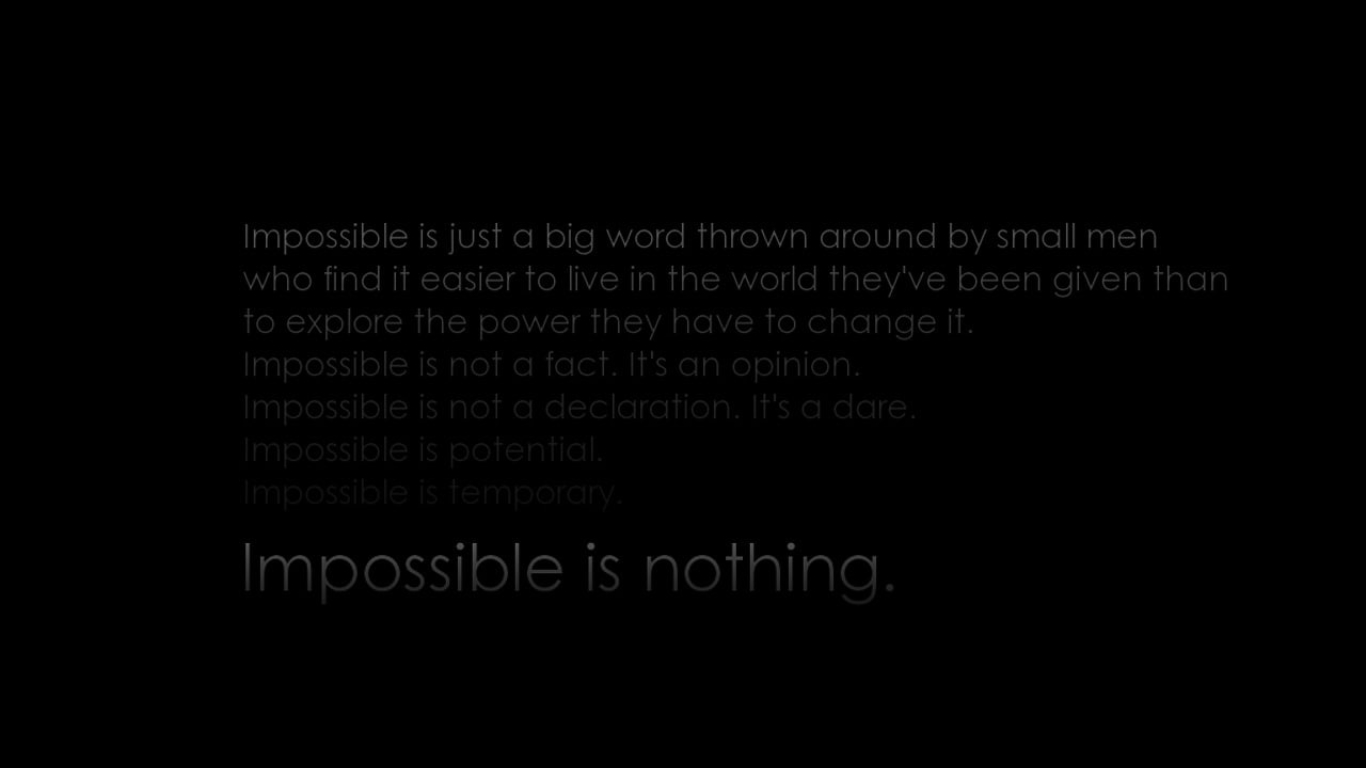 Impossible is just a big word thrown around by small men
who find it easier to live in the world they've been given than
to explore the power they have to change it.
Impossible is not a fact. It's an opinion.
Impossible is not a declaration. It's a dare.
Impossible is potential.
Impossible is temporary.
Impossible is nothing.